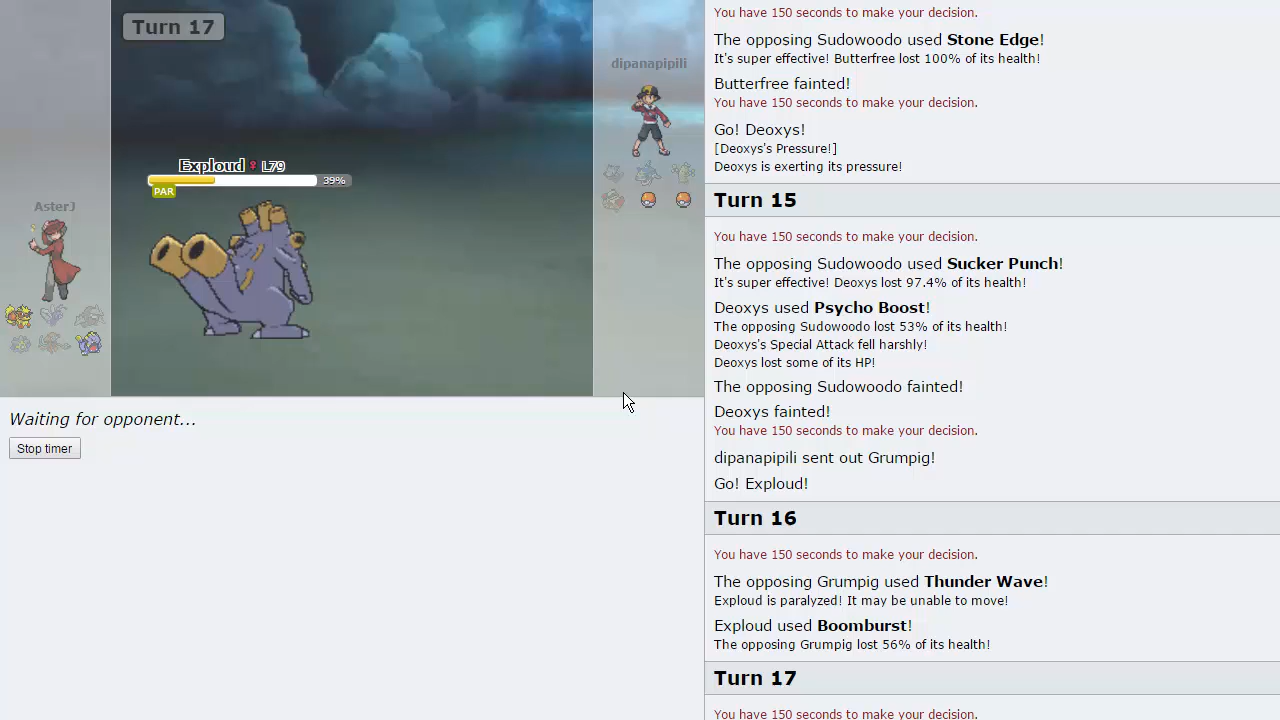 Turn 17
dipanapipili
Exploud ♀ L79
39%
PAR
AsterJ
Waiting for opponent...
Stop timer
You have 150 seconds to make your decision.
The opposing Sudowoodo used Stone Edge!
It's super effective! Butterfree lost 100% of its health!
Butterfree fainted!
You have 150 seconds to make your decision.
Go! Deoxys!
[Deoxys's Pressure!]
Deoxys is exerting its pressure!
Turn 15
You have 150 seconds to make your decision.
The opposing Sudowoodo used Sucker Punch!
It's super effective! Deoxys lost 97.4% of its health!
Deoxys used Psycho Boost!
The opposing Sudowoodo lost 53% of its health!
Deoxys's Special Attack fell harshly!
Deoxys lost some of its HP!
The opposing Sudowoodo fainted!
Deoxys fainted!
You have 150 seconds to make your decision.
dipanapipili sent out Grumpig!
Go! Exploud!
Turn 16
You have 150 seconds to make your decision.
The opposing Grumpig used Thunder Wave!
Exploud is paralyzed! It may be unable to move!
Exploud used Boomburst!
The opposing Grumpig lost 56% of its health!
Turn 17
You have 150 seconds to make your decision.